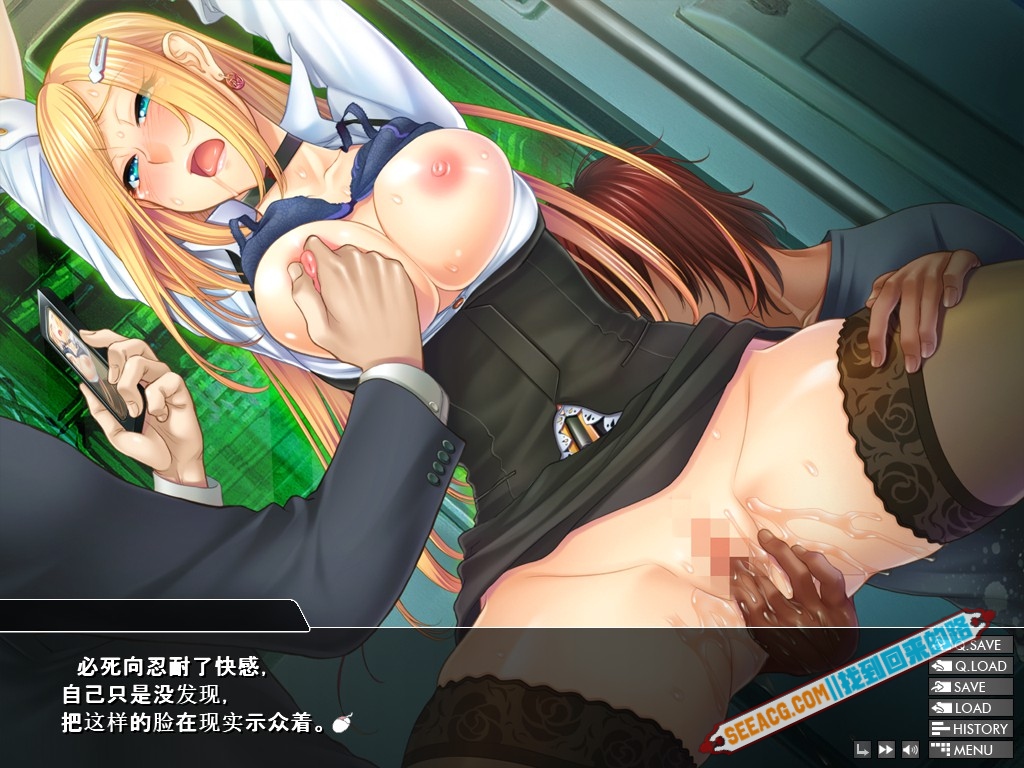 必死向忍耐了快感，
自己只是没发现，
把这样的脸在现实示众着。
SEEACG.COM||找到回来的路
Q.SAVE
Q.LOAD
SAVE
LOAD
HISTORY
MENU